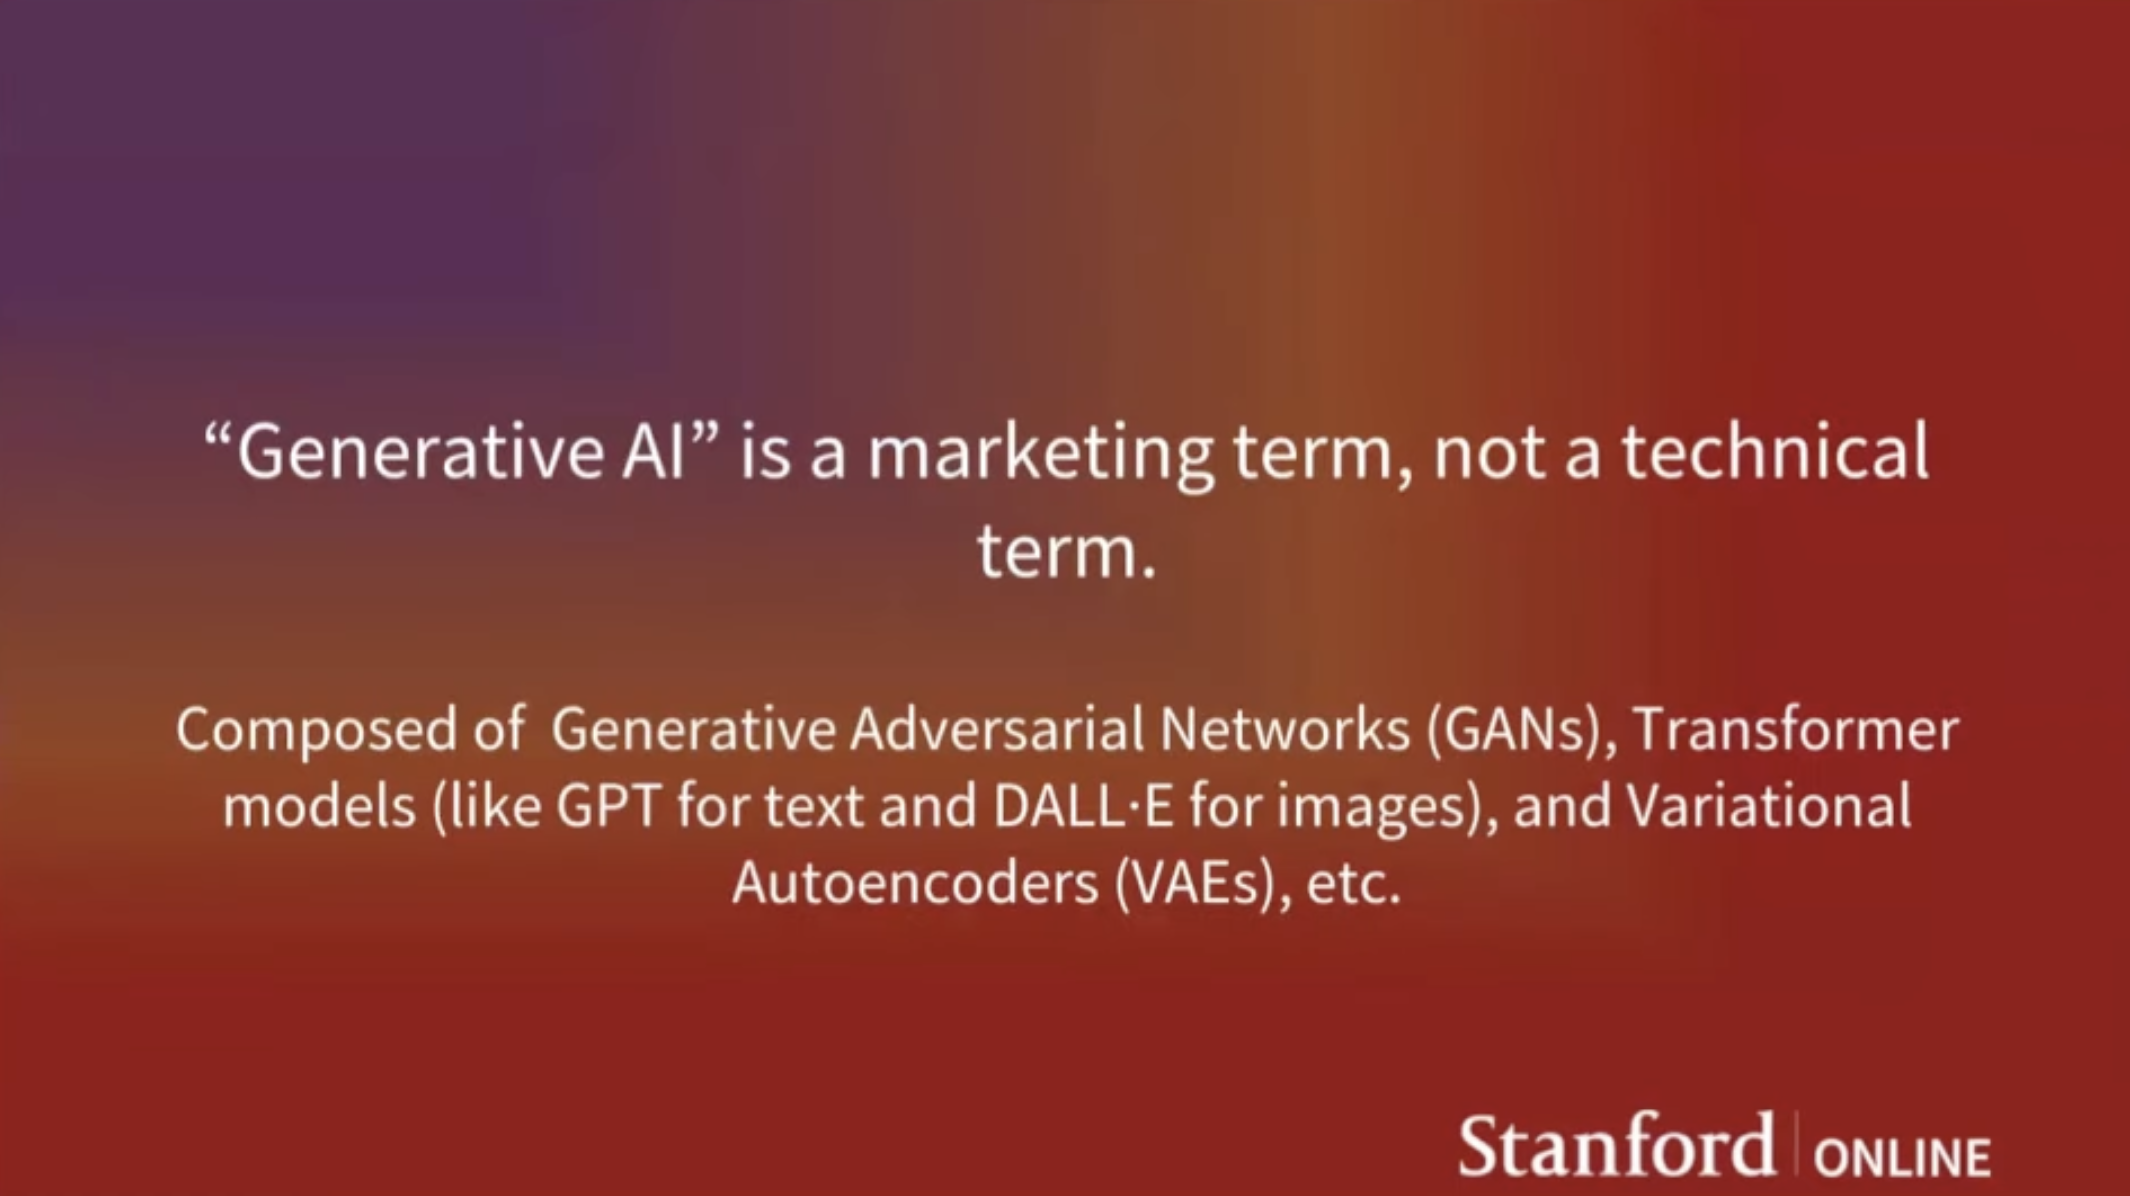 “Generative AI” is a marketing term, not a technical
term.
Composed of  Generative Adversarial Networks (GANs), Transformer
models (like GPT for text and DALL·E for images), and Variational
Autoencoders (VAEs), etc.
Stanford | ONLINE